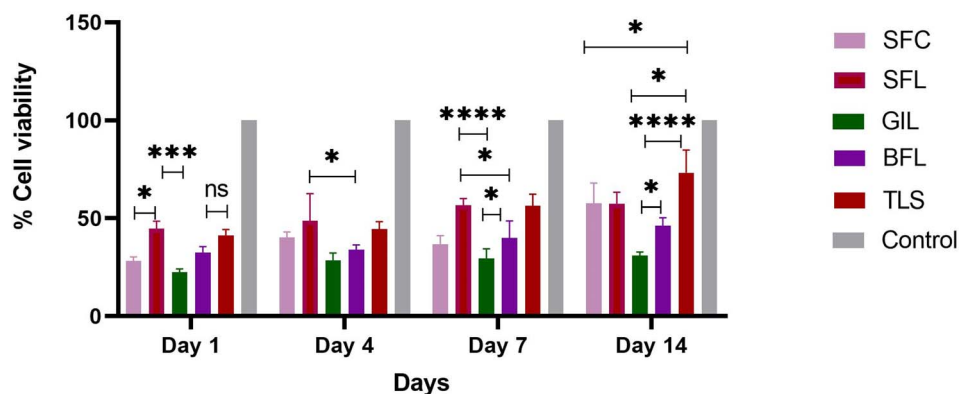 % Cell viability
150
100
50
0
*
***
ns
*
****
*
*
*
*
****
*
Day 1
Day 4
Day 7
Day 14
Days
SFC
SFL
GIL
BFL
TLS
Control